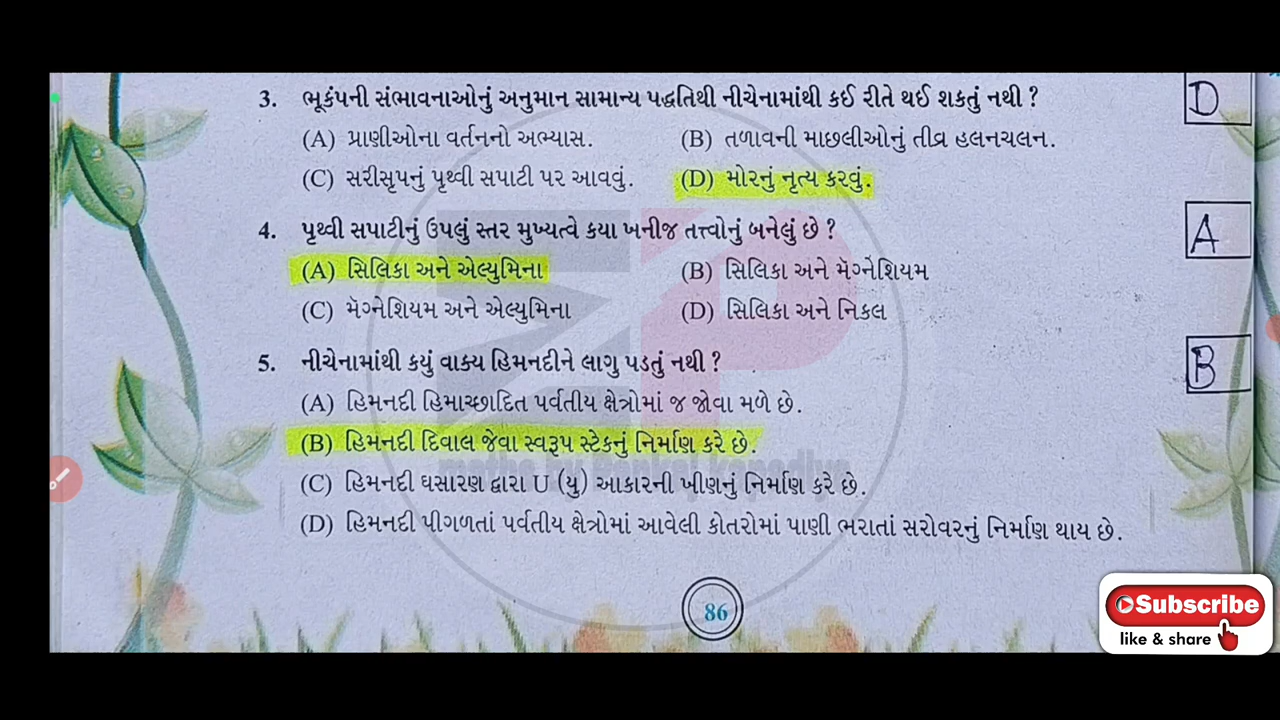 3. ભૂકંપની સંભાવનાઓનું અનુમાન સામાન્ય પદ્ધતિથી નીચેનામાંથી કઈ રીતે થઈ શકતું નથી ?
D
(A) પ્રાણીઓના વર્તનનો અભ્યાસ. (B) તળાવની માછલીઓનું તીવ્ર હલનચલન.
(C) સરીસૃપનું પૃથ્વી સપાટી પર આવવું. (D) મોરનું નૃત્ય કરવું.
4. પૃથ્વી સપાટીનું ઉપલું સ્તર મુખ્યત્વે કયા ખનીજ તત્ત્વોનું બનેલું છે ?
A
(A) સિલિકા અને એલ્યુમિના (B) સિલિકા અને મૅગ્નેશિયમ
(C) મૅગ્નેશિયમ અને એલ્યુમિના (D) સિલિકા અને નિકલ
5. નીચેનામાંથી કયું વાક્ય હિમનદીને લાગુ પડતું નથી ?
B
(A) હિમનદી હિમાચ્છાદિત પર્વતીય ક્ષેત્રોમાં જ જોવા મળે છે.
(B) હિમનદી દિવાલ જેવા સ્વરૂપ સ્ટેકનું નિર્માણ કરે છે.
(C) હિમનદી ઘસારણ દ્વારા U (યુ) આકારની ખીણનું નિર્માણ કરે છે.
(D) હિમનદી પીગળતાં પર્વતીય ક્ષેત્રોમાં આવેલી કોતરોમાં પાણી ભરાતાં સરોવરનું નિર્માણ થાય છે.
86
Subscribe
like & share